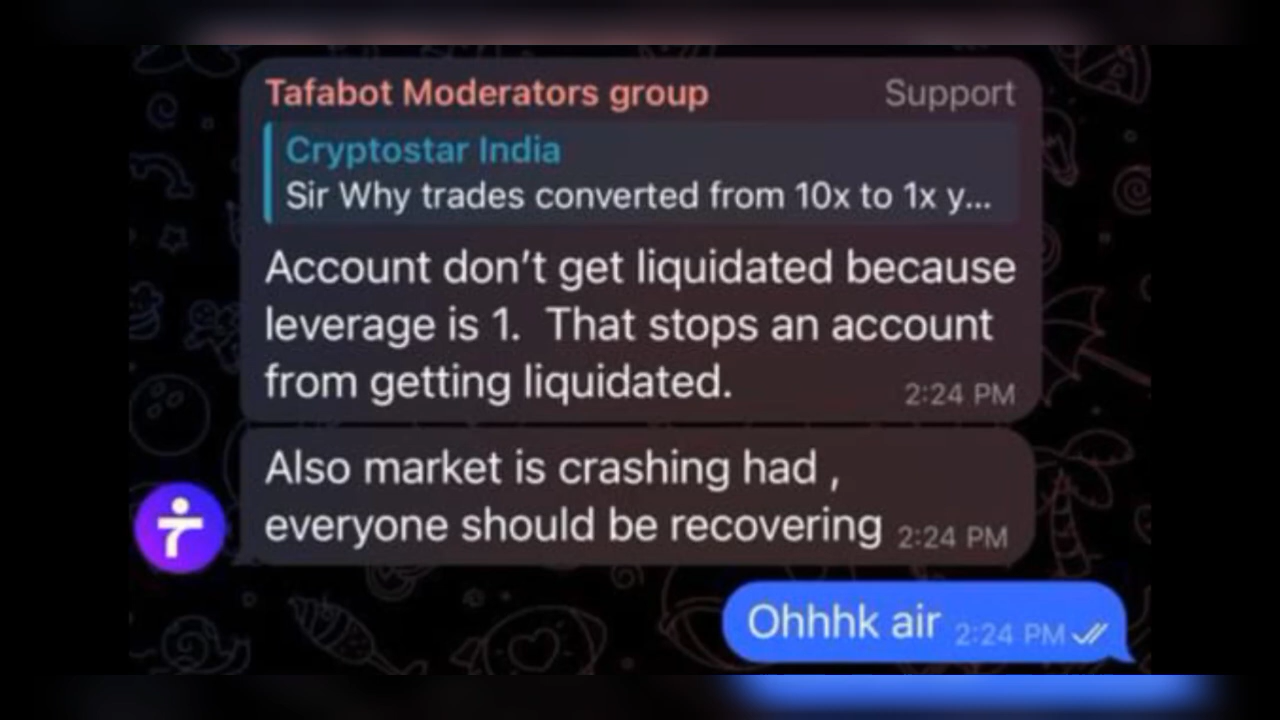 Tafabot Moderators group Support
Cryptostar India
Sir Why trades converted from 10x to 1x y...
Account don’t get liquidated because
leverage is 1.  That stops an account
from getting liquidated.
2:24 PM
Also market is crashing had ,
everyone should be recovering 2:24 PM
Ohhhk air 2:24 PM